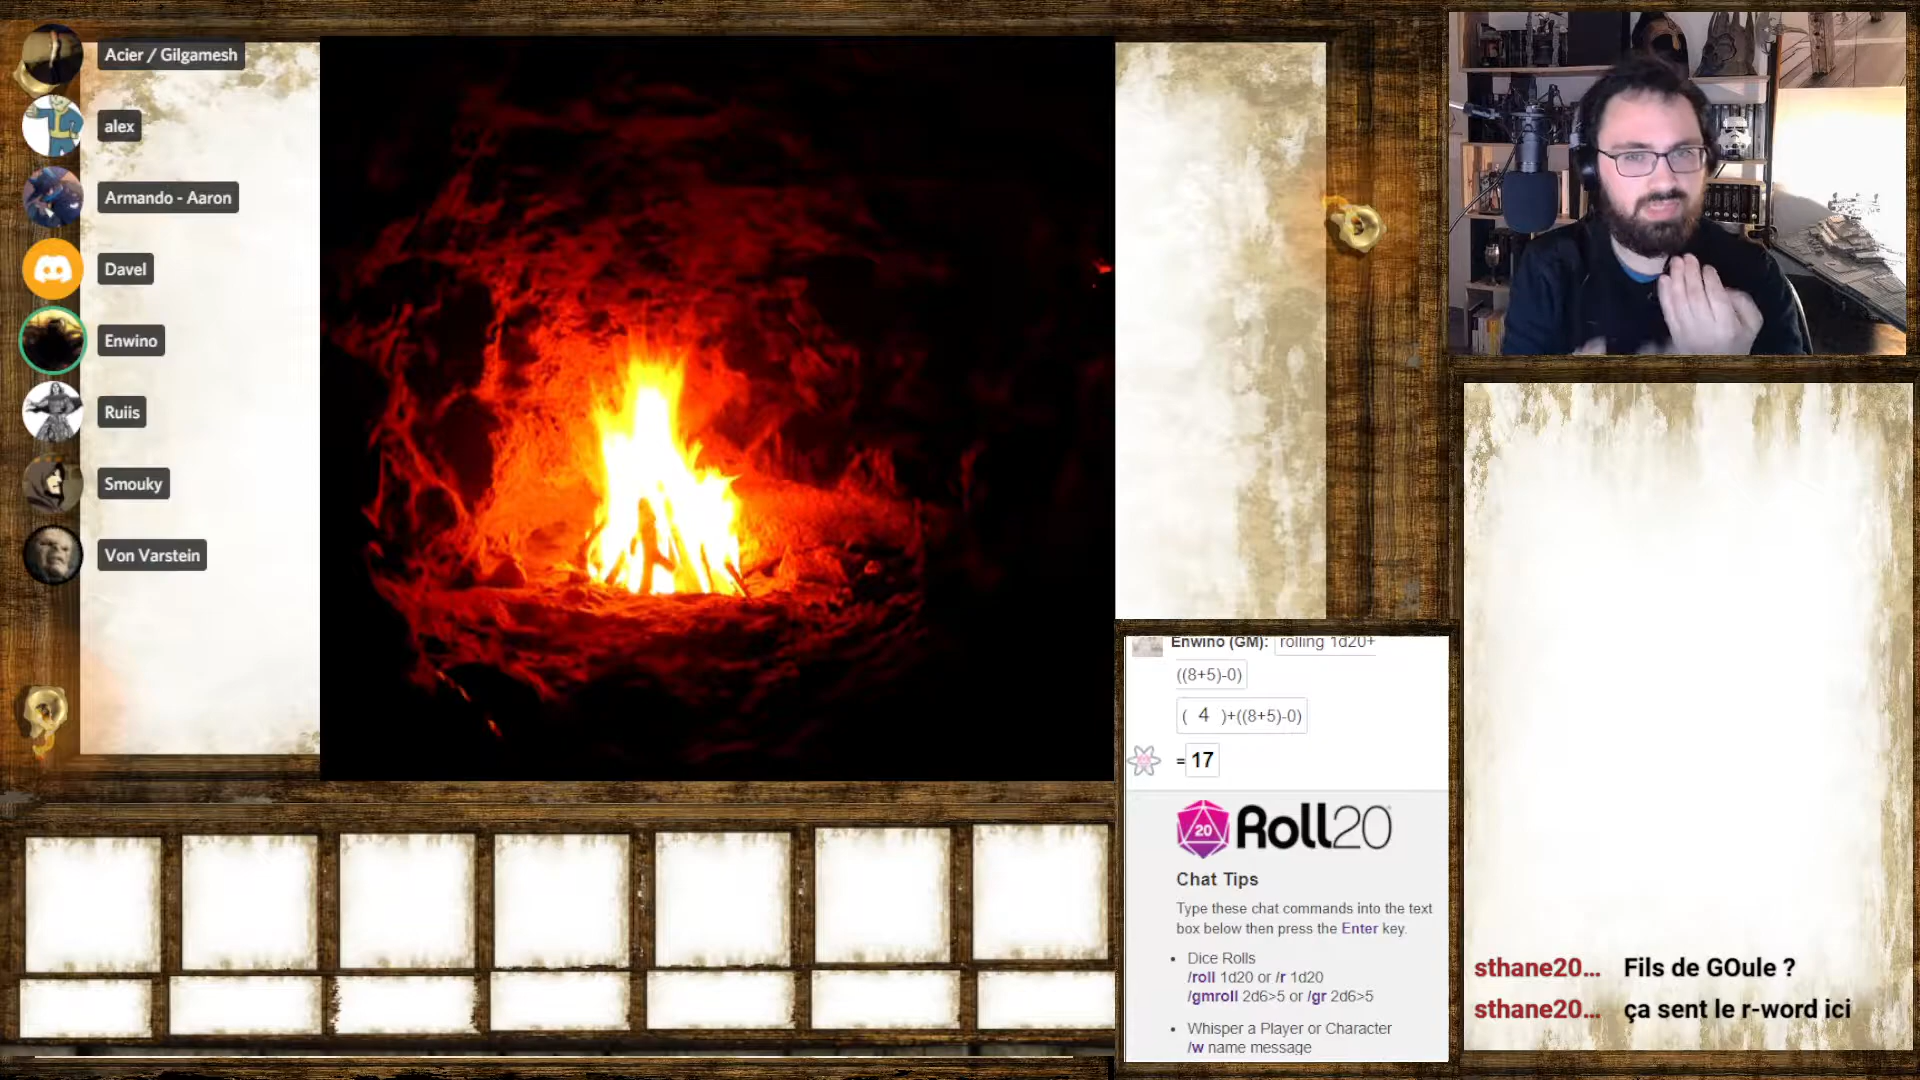 Acier / Gilgamesh
alex
Armando - Aaron
Davel
Enwino
Ruiis
Smouky
Von Varstein
Enwino (GM): rolling 1d20+
((8+5)-0)
( 4 )+((8+5)-0)
=17
20 Roll20
Chat Tips
Type these chat commands into the text
box below then press the Enter key.
• Dice Rolls
/roll 1d20 or /r 1d20
/gmroll 2d6>5 or /gr 2d6>5
• Whisper a Player or Character
/w name message
sthane20... Fils de GOule ?
sthane20... ça sent le r-word ici